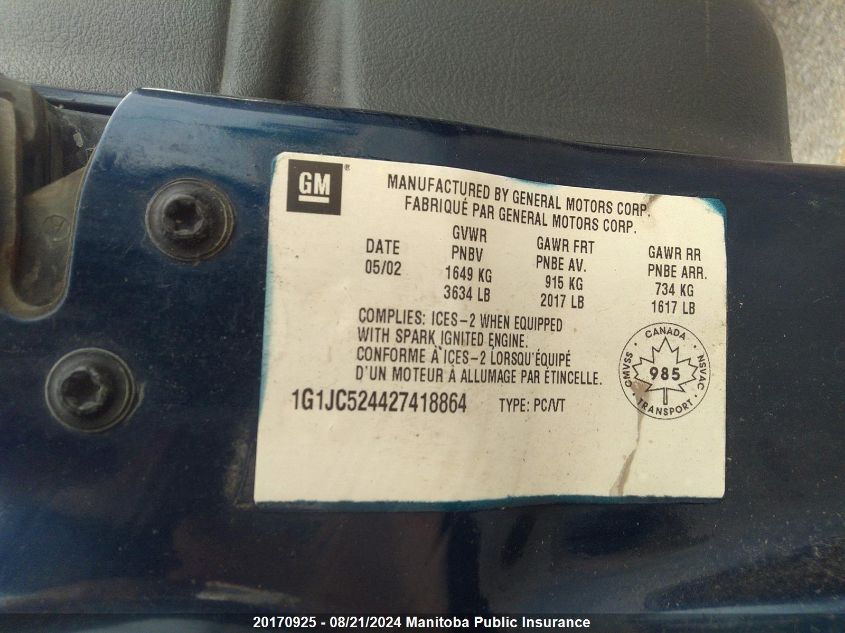 GM ®
MANUFACTURED BY GENERAL MOTORS CORP.
FABRIQUÉ PAR GENERAL MOTORS CORP.
DATE
05/02
GVWR
PNBV
1649 KG
3634 LB
GAWR FRT
PNBE AV.
915 KG
2017 LB
GAWR RR
PNBE ARR.
734 KG
1617 LB
COMPLIES: ICES-2 WHEN EQUIPPED
WITH SPARK IGNITED ENGINE.
CONFORME À ICES-2 LORSQU'ÉQUIPÉ
D'UN MOTEUR À ALLUMAGE PAR ÉTINCELLE.
1G1JC524427418864 TYPE: PC/VT
CANADA
CMVSS
985
NSVAC
TRANSPORT
20170925 - 08/21/2024 Manitoba Public Insurance